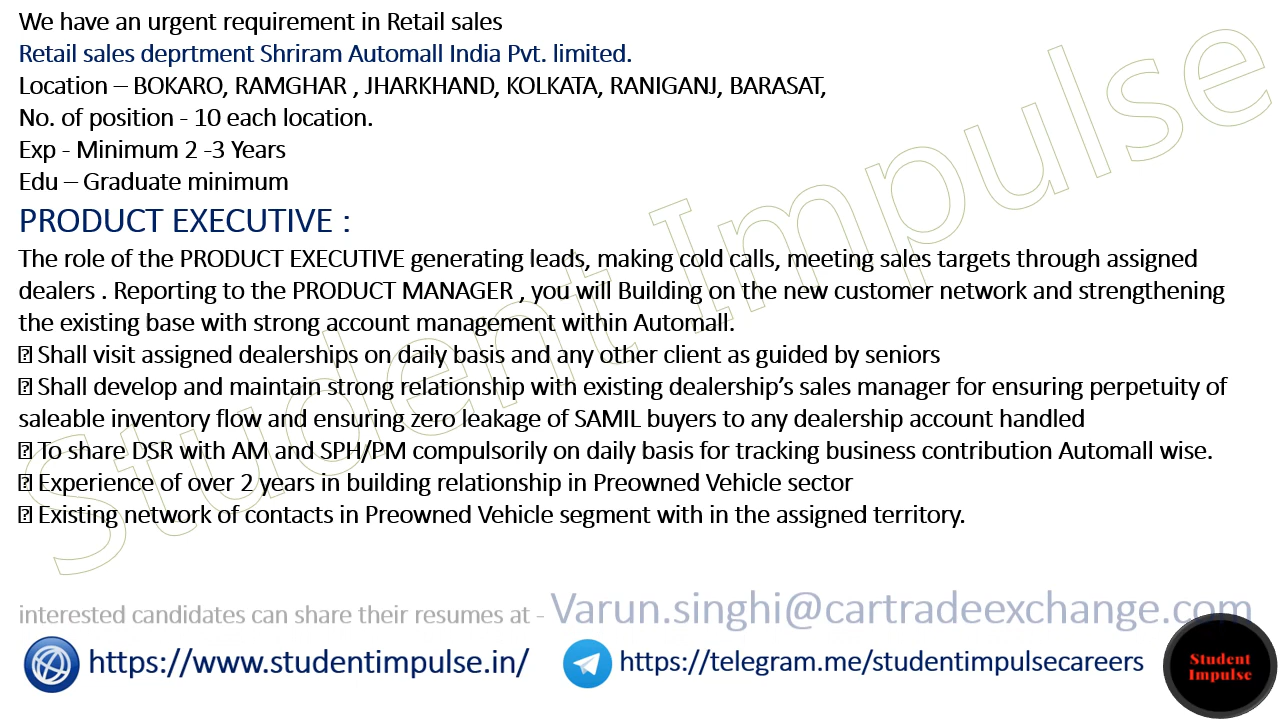 We have an urgent requirement in Retail sales
Retail sales deprtment Shriram Automall India Pvt. limited.
Location – BOKARO, RAMGHAR , JHARKHAND, KOLKATA, RANIGANJ, BARASAT,
No. of position - 10 each location.
Exp - Minimum 2 -3 Years
Edu – Graduate minimum
PRODUCT EXECUTIVE :
The role of the PRODUCT EXECUTIVE generating leads, making cold calls, meeting sales targets through assigned
dealers . Reporting to the PRODUCT MANAGER , you will Building on the new customer network and strengthening
the existing base with strong account management within Automall.
⍰ Shall visit assigned dealerships on daily basis and any other client as guided by seniors
⍰ Shall develop and maintain strong relationship with existing dealership’s sales manager for ensuring perpetuity of
saleable inventory flow and ensuring zero leakage of SAMIL buyers to any dealership account handled
⍰ To share DSR with AM and SPH/PM compulsorily on daily basis for tracking business contribution Automall wise.
⍰ Experience of over 2 years in building relationship in Preowned Vehicle sector
⍰ Existing network of contacts in Preowned Vehicle segment with in the assigned territory.
Student Impulse
interested candidates can share their resumes at - Varun.singhi@cartradeexchange.com
https://www.studentimpulse.in/ https://telegram.me/studentimpulsecareers
Student
Impulse